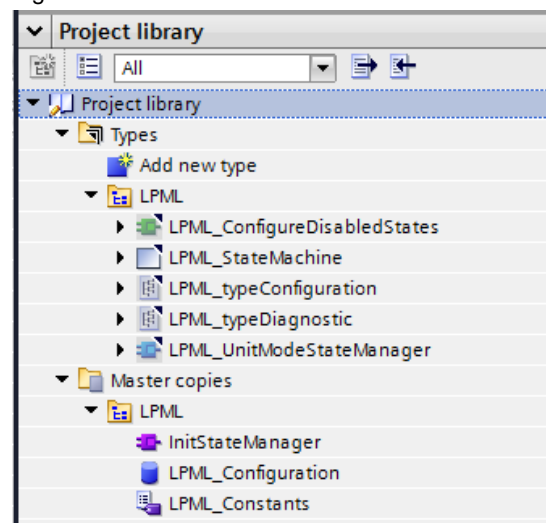 Project library
All
Project library
Types
Add new type
LPML
LPML_ConfigureDisabledStates
LPML_StateMachine
LPML_typeConfiguration
LPML_typeDiagnostic
LPML_UnitModeStateManager
Master copies
LPML
InitStateManager
LPML_Configuration
LPML_Constants